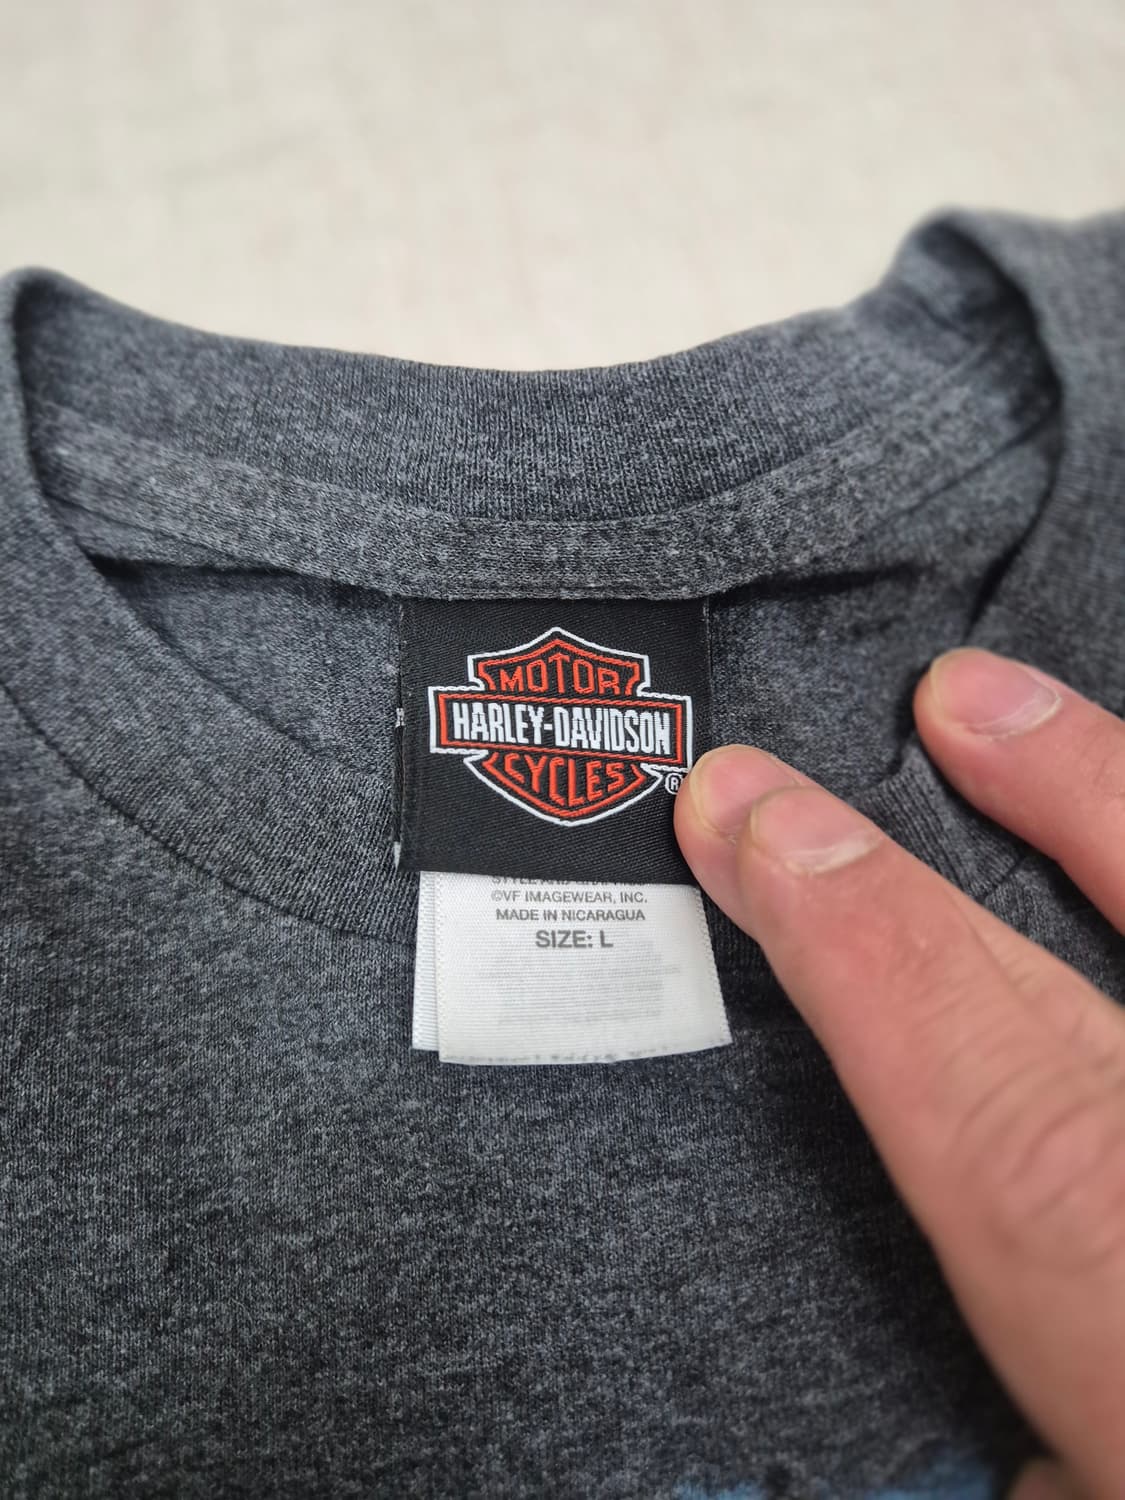 MOTOR
HARLEY-DAVIDSON
CYCLES
®
©VF IMAGEWEAR, INC.
MADE IN NICARAGUA
SIZE: L